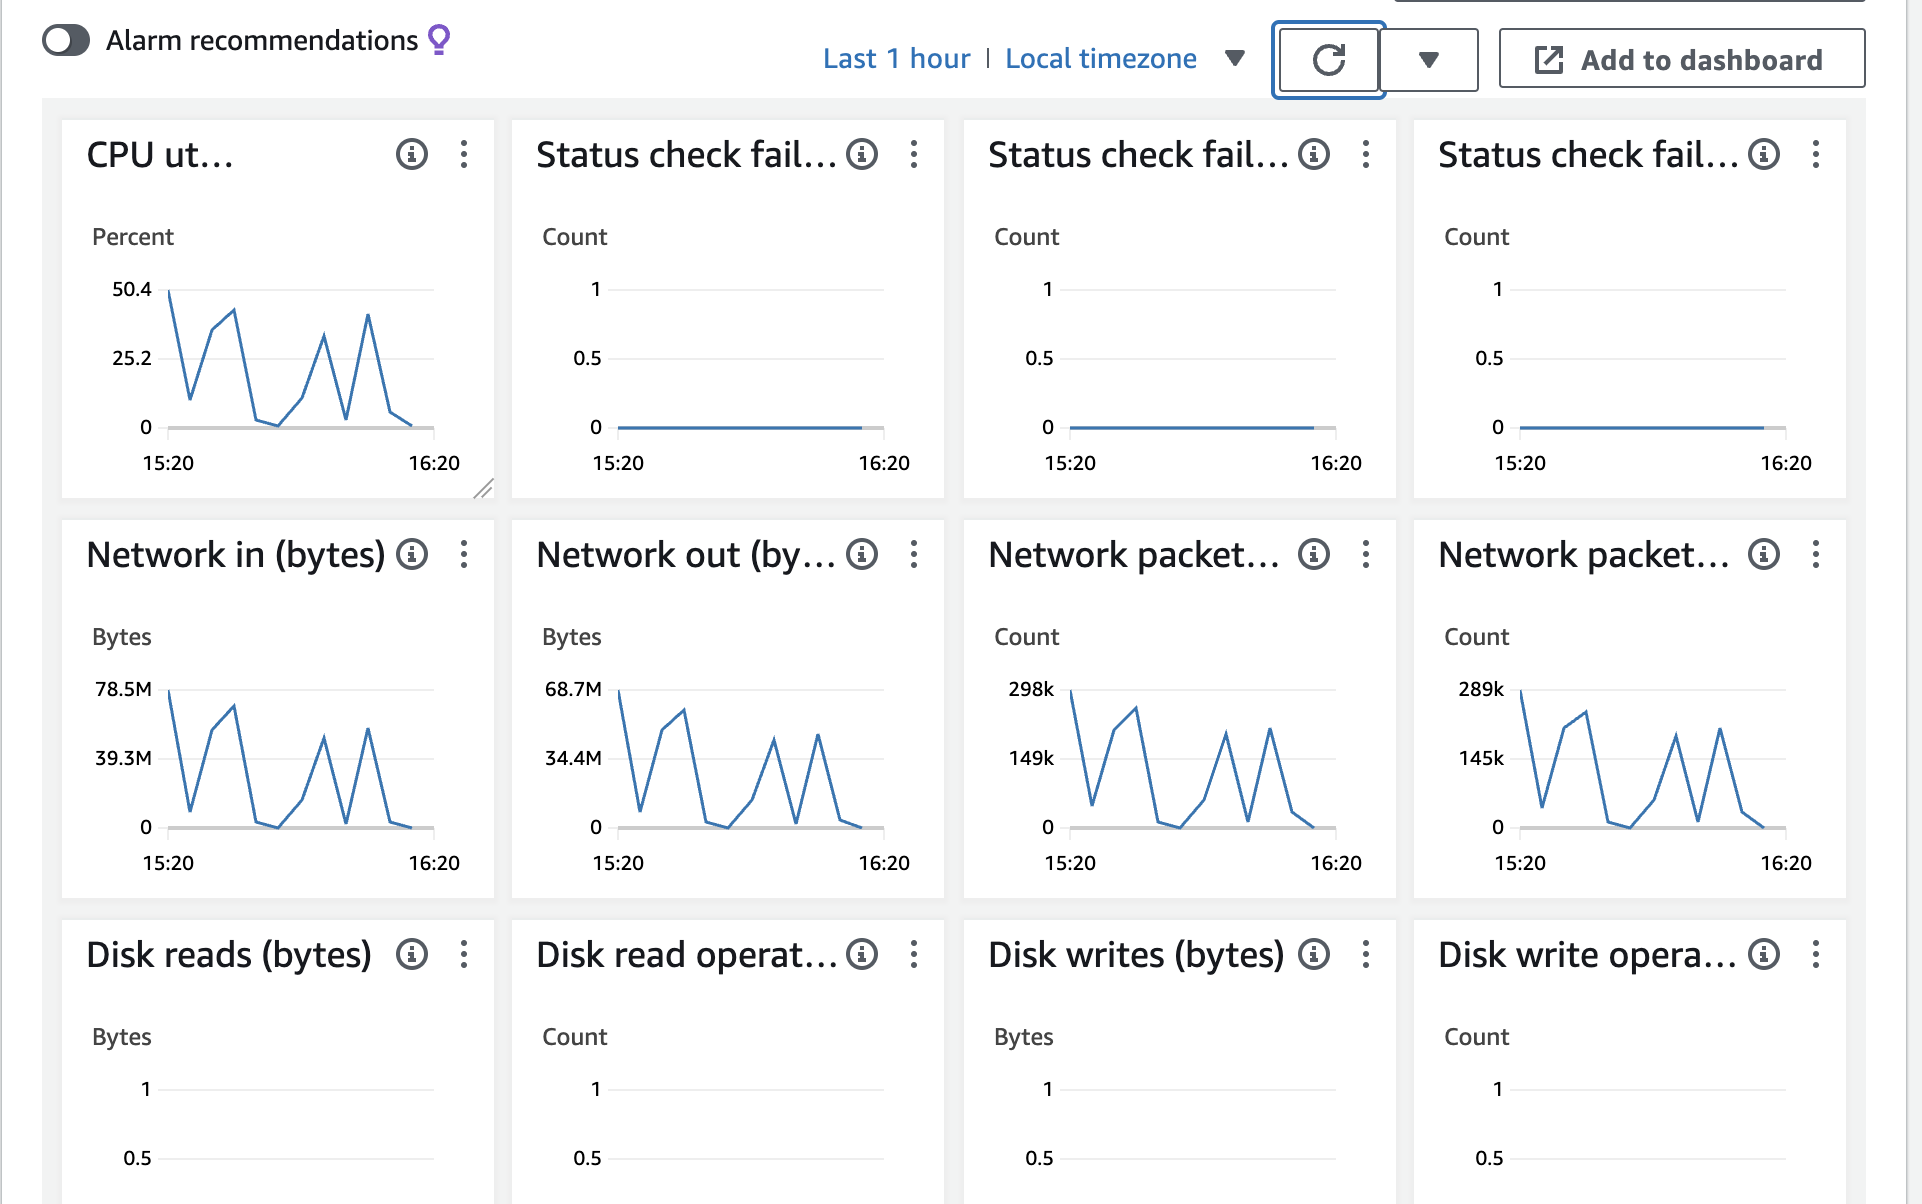 Alarm recommendations
Last 1 hour | Local timezone
Add to dashboard
CPU ut...
Percent
50.4
25.2
0
15:20 16:20
Status check fail...
Count
1
0.5
0
15:20 16:20
Status check fail...
Count
1
0.5
0
15:20 16:20
Status check fail...
Count
1
0.5
0
15:20 16:20
Network in (bytes)
Bytes
78.5M
39.3M
0
15:20 16:20
Network out (by...
Bytes
68.7M
34.4M
0
15:20 16:20
Network packet...
Count
298k
149k
0
15:20 16:20
Network packet...
Count
289k
145k
0
15:20 16:20
Disk reads (bytes)
Bytes
1
0.5
Disk read operat...
Count
1
0.5
Disk writes (bytes)
Bytes
1
0.5
Disk write opera...
Count
1
0.5